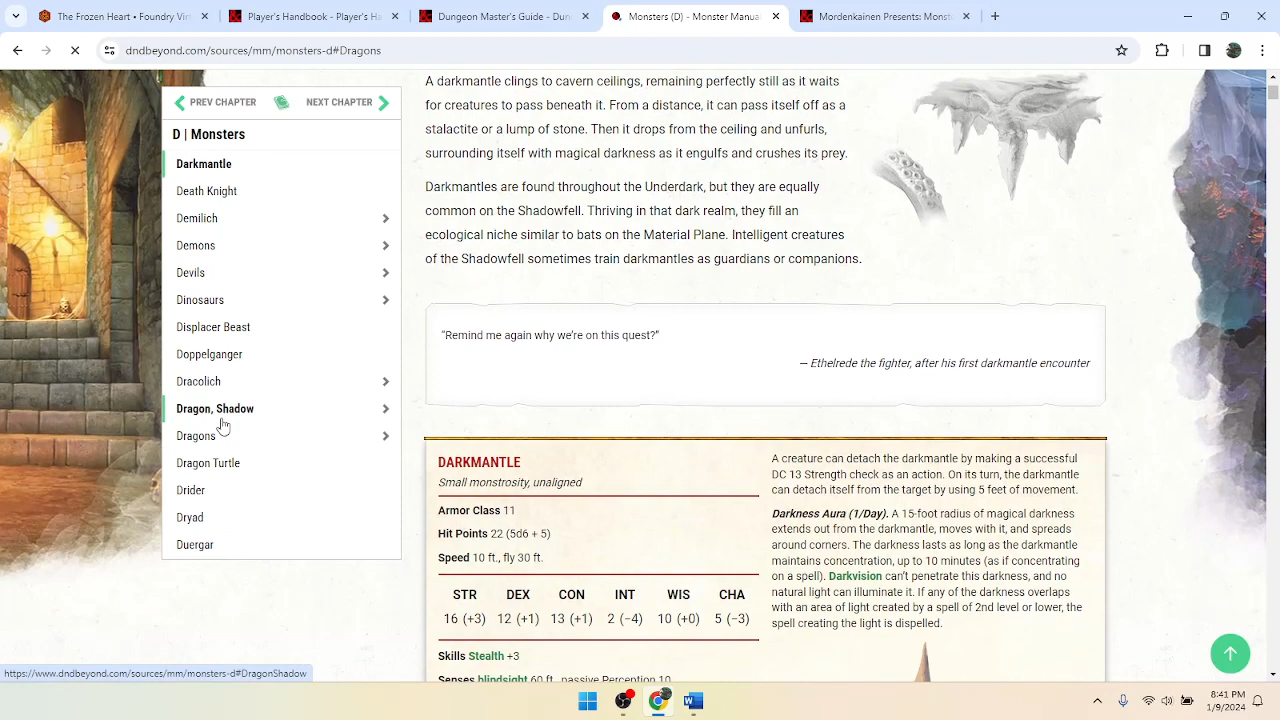 The Frozen Heart • Foundry Virtu
Player's Handbook - Player's Ha
Dungeon Master's Guide - Dung
Monsters (D) - Monster Manual
Mordenkainen Presents: Monst
dndbeyond.com/sources/mm/monsters-d#Dragons
PREV CHAPTER
NEXT CHAPTER
D | Monsters
Darkmantle
Death Knight
Demilich
Demons
Devils
Dinosaurs
Displacer Beast
Doppelganger
Dracolich
Dragon, Shadow
Dragons
Dragon Turtle
Drider
Dryad
Duergar
A darkmantle clings to cavern ceilings, remaining perfectly still as it waits
for creatures to pass beneath it. From a distance, it can pass itself off as a
stalactite or a lump of stone. Then it drops from the ceiling and unfurls,
surrounding itself with magical darkness as it engulfs and crushes its prey.
Darkmantles are found throughout the Underdark, but they are equally
common on the Shadowfell. Thriving in that dark realm, they fill an
ecological niche similar to bats on the Material Plane. Intelligent creatures
of the Shadowfell sometimes train darkmantles as guardians or companions.
“Remind me again why we’re on this quest?”
— Ethelrede the fighter, after his first darkmantle encounter
DARKMANTLE
Small monstrosity, unaligned
Armor Class 11
Hit Points 22 (5d6 + 5)
Speed 10 ft., fly 30 ft.
STR DEX CON INT WIS CHA
16 (+3) 12 (+1) 13 (+1) 2 (−4) 10 (+0) 5 (−3)
Skills Stealth +3
Senses blindsight 60 ft., passive Perception 10
A creature can detach the darkmantle by making a successful
DC 13 Strength check as an action. On its turn, the darkmantle
can detach itself from the target by using 5 feet of movement.
Darkness Aura (1/Day). A 15-foot radius of magical darkness
extends out from the darkmantle, moves with it, and spreads
around corners. The darkness lasts as long as the darkmantle
maintains concentration, up to 10 minutes (as if concentrating
on a spell). Darkvision can’t penetrate this darkness, and no
natural light can illuminate it. If any of the darkness overlaps
with an area of light created by a spell of 2nd level or lower, the
spell creating the light is dispelled.
https://www.dndbeyond.com/sources/mm/monsters-d#DragonShadow
8:41 PM
1/9/2024